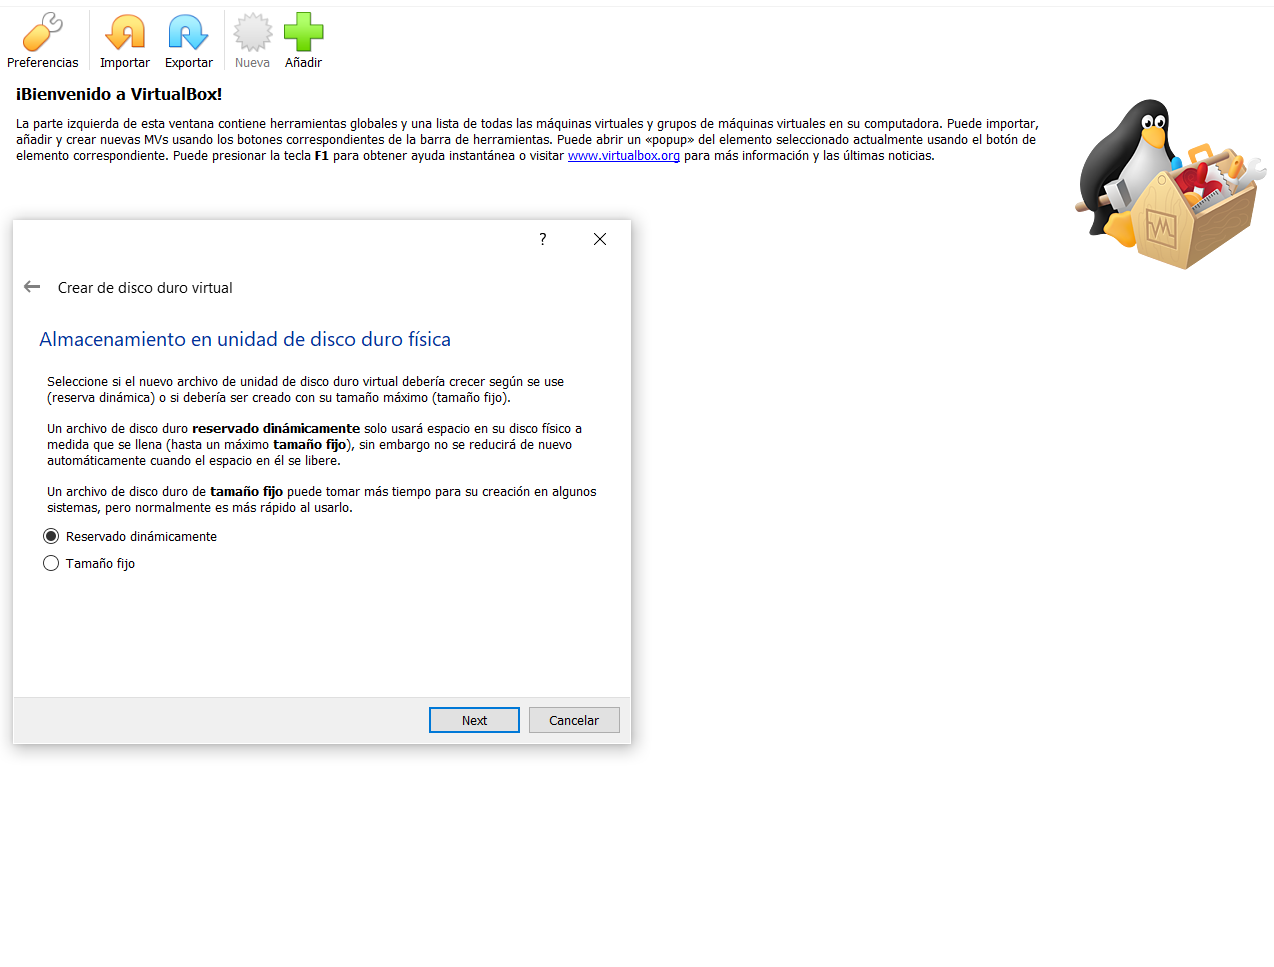 Preferencias
Importar
Exportar
Nueva
Añadir
¡Bienvenido a VirtualBox!
La parte izquierda de esta ventana contiene herramientas globales y una lista de todas las máquinas virtuales y grupos de máquinas virtuales en su computadora. Puede importar,
añadir y crear nuevas MVs usando los botones correspondientes de la barra de herramientas. Puede abrir un «popup» del elemento seleccionado actualmente usando el botón de
elemento correspondiente. Puede presionar la tecla F1 para obtener ayuda instantánea o visitar www.virtualbox.org para más información y las últimas noticias.
?
Crear de disco duro virtual
Almacenamiento en unidad de disco duro física
Seleccione si el nuevo archivo de unidad de disco duro virtual debería crecer según se use
(reserva dinámica) o si debería ser creado con su tamaño máximo (tamaño fijo).
Un archivo de disco duro reservado dinámicamente solo usará espacio en su disco físico a
medida que se llena (hasta un máximo tamaño fijo), sin embargo no se reducirá de nuevo
automáticamente cuando el espacio en él se libere.
Un archivo de disco duro de tamaño fijo puede tomar más tiempo para su creación en algunos
sistemas, pero normalmente es más rápido al usarlo.
Reservado dinámicamente
Tamaño fijo
Next
Cancelar